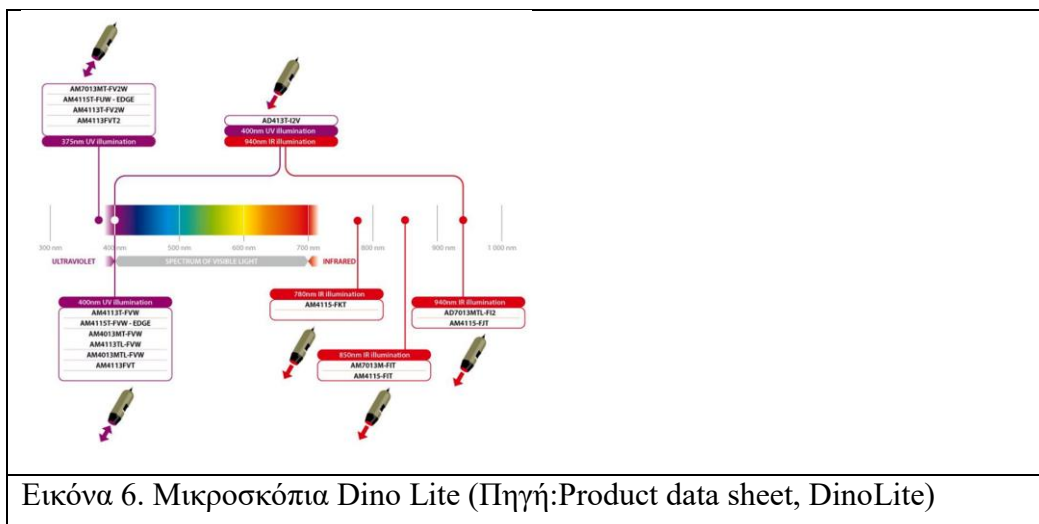 AM7013MT-FV2W
AM4115T-FUW - EDGE
AM4113T-FV2W
AM4113FVT2
375nm UV illumination
AD413T-I2V
400nm UV illumination
940nm IR illumination
300 nm 400 nm 500 nm 600 nm 700 nm 800 nm 900 nm 1 000 nm
ULTRAVIOLET SPECTRUM OF VISIBLE LIGHT INFRARED
400nm UV illumination
AM4113T-FVW
AM4115T-FVW - EDGE
AM4013MT-FVW
AM4113TL-FVW
AM4013MTL-FVW
AM4113FVT
780nm IR illumination
AM4115-FKT
850nm IR illumination
AM7013M-FIT
AM4115-FIT
940nm IR illumination
AD7013MTL-FI2
AM4115-FJT
Εικόνα 6. Μικροσκόπια Dino Lite (Πηγή:Product data sheet, DinoLite)